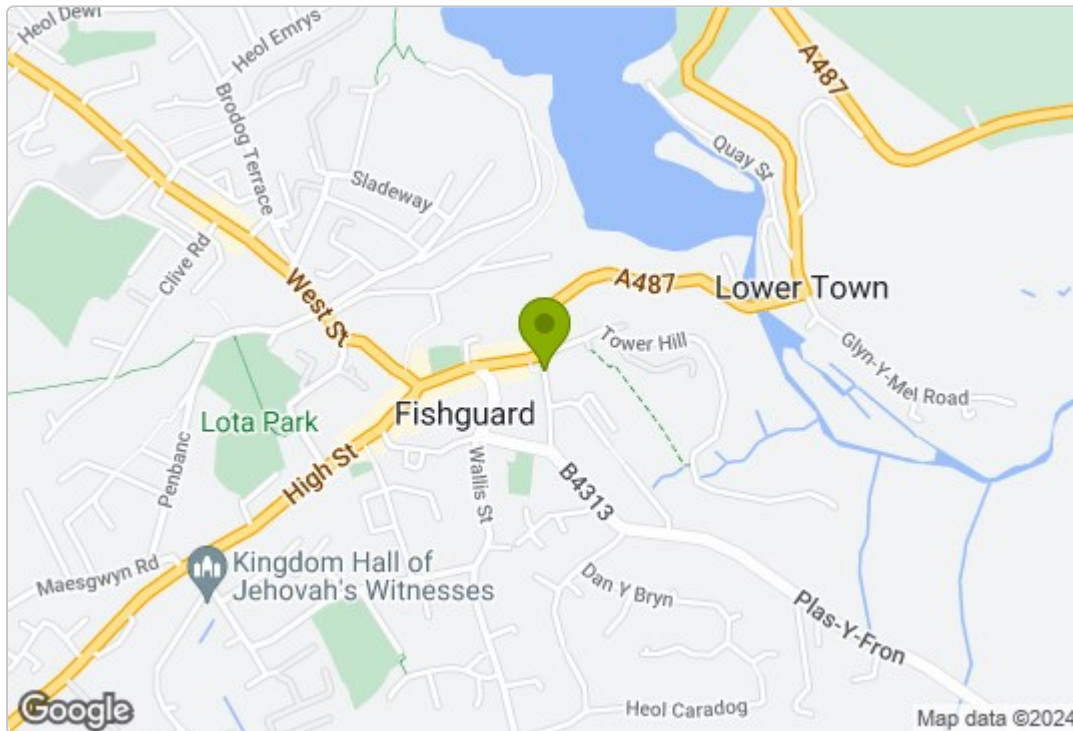 Heol Dewi
Heol Emrys
A487
Brodog Terrace
Quay St
Sladeway
Clive Rd
West St
A487
Lower Town
Tower Hill
Glyn-Y-Mel Road
Lota Park
Fishguard
Penbanc
High St
Wallis St
B4313
Maesgwyn Rd
Kingdom Hall of
Jehovah's Witnesses
Dan Y Bryn
Plas-Y-Fron
Heol Caradog
Google
Map data ©2024